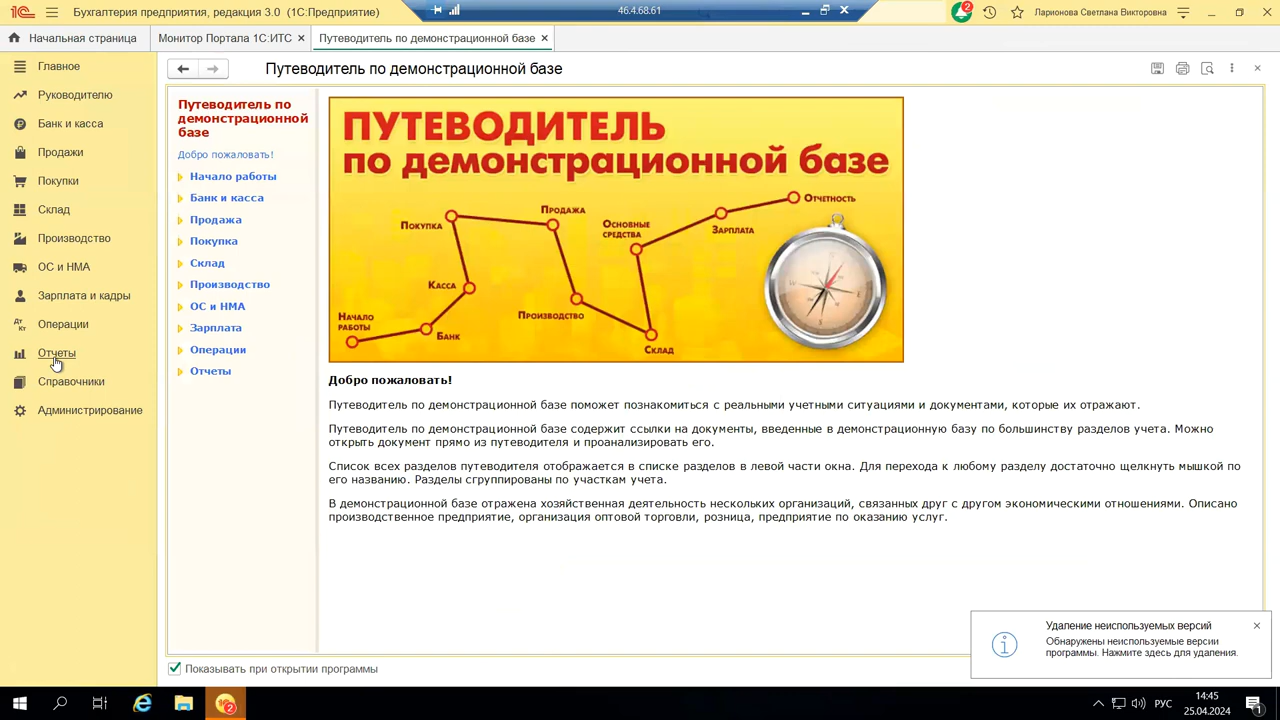 Бухгалтерия предприятия, редакция 3.0 (1С:Предприятие)
46.4.68.61
2
Ларионова Светлана Викторовна
Начальная страница
Монитор Портала 1С:ИТС
Путеводитель по демонстрационной базе
Главное
Руководителю
Банк и касса
Продажи
Покупки
Склад
Производство
ОС и НМА
Зарплата и кадры
Дт
Кт
Операции
Отчеты
Справочники
Администрирование
Путеводитель по демонстрационной базе
Путеводитель по
демонстрационной
базе
Добро пожаловать!
Начало работы
Банк и касса
Продажа
Покупка
Склад
Производство
ОС и НМА
Зарплата
Операции
Отчеты
ПУТЕВОДИТЕЛЬ
по демонстрационной базе
Покупка
Продажа
Основные
средства
Зарплата
Отчетность
Касса
Начало
работы
Банк
Производство
Склад
Добро пожаловать!
Путеводитель по демонстрационной базе поможет познакомиться с реальными учетными ситуациями и документами, которые их отражают.
Путеводитель по демонстрационной базе содержит ссылки на документы, введенные в демонстрационную базу по большинству разделов учета. Можно
открыть документ прямо из путеводителя и проанализировать его.
Список всех разделов путеводителя отображается в списке разделов в левой части окна. Для перехода к любому разделу достаточно щелкнуть мышкой по
его названию. Разделы сгруппированы по участкам учета.
В демонстрационной базе отражена хозяйственная деятельность нескольких организаций, связанных друг с другом экономическими отношениями. Описано
производственное предприятие, организация оптовой торговли, розница, предприятие по оказанию услуг.
Удаление неиспользуемых версий
Обнаружены неиспользуемые версии
программы. Нажмите здесь для удаления.
Показывать при открытии программы
2
РУС
14:45
25.04.2024
1